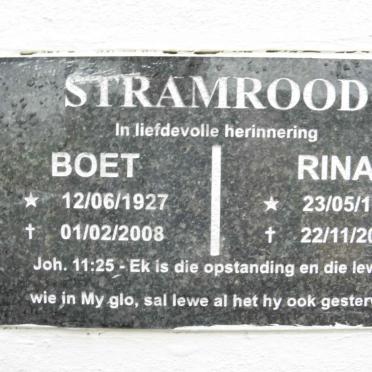 STRAMROOD
In liefdevolle herinnering
BOET RINA
★ 12/06/1927 ★ 23/05/1
✝ 01/02/2008 ✝ 22/11/20
Joh. 11:25 - Ek is die opstanding en die lew
wie in My glo, sal lewe al het hy ook gesterw